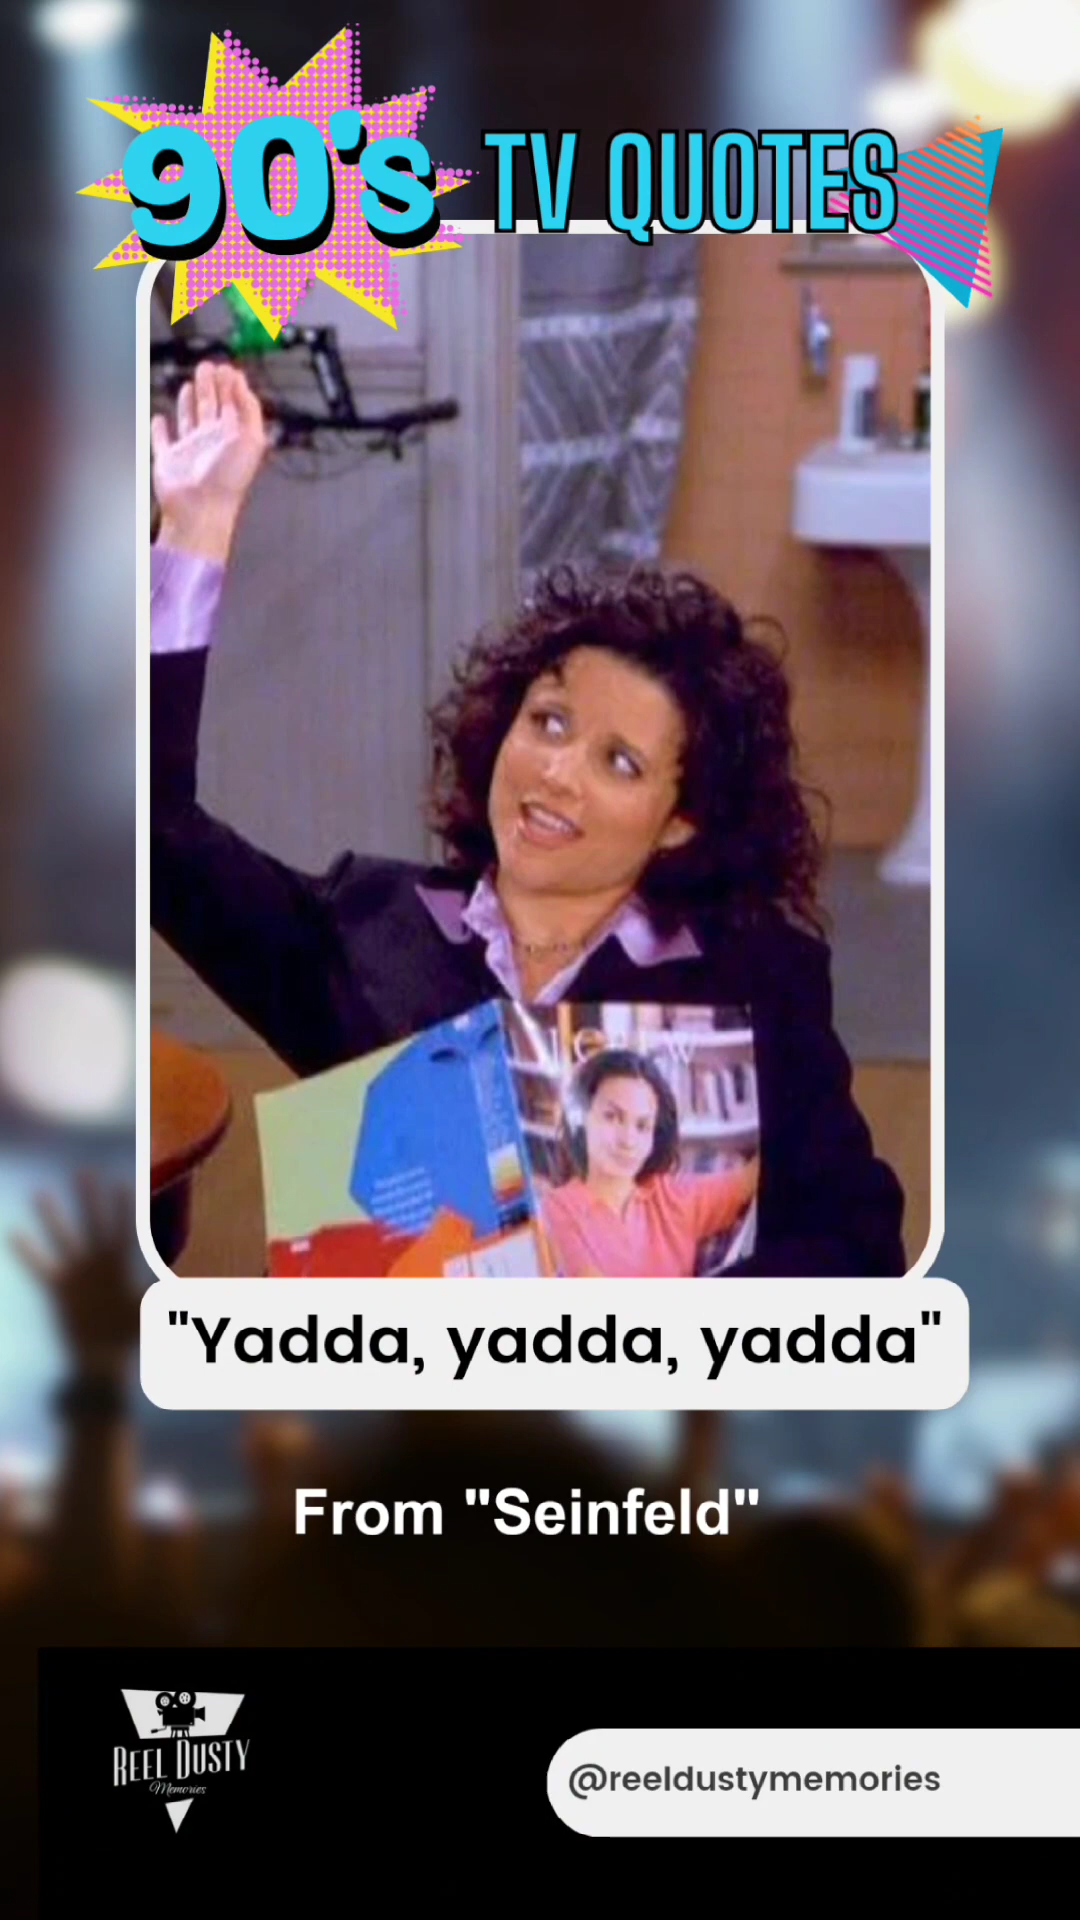 90's TV QUOTES
"Yadda, yadda, yadda"
From "Seinfeld"
REEL DUSTY
Memories
@reeldustymemories